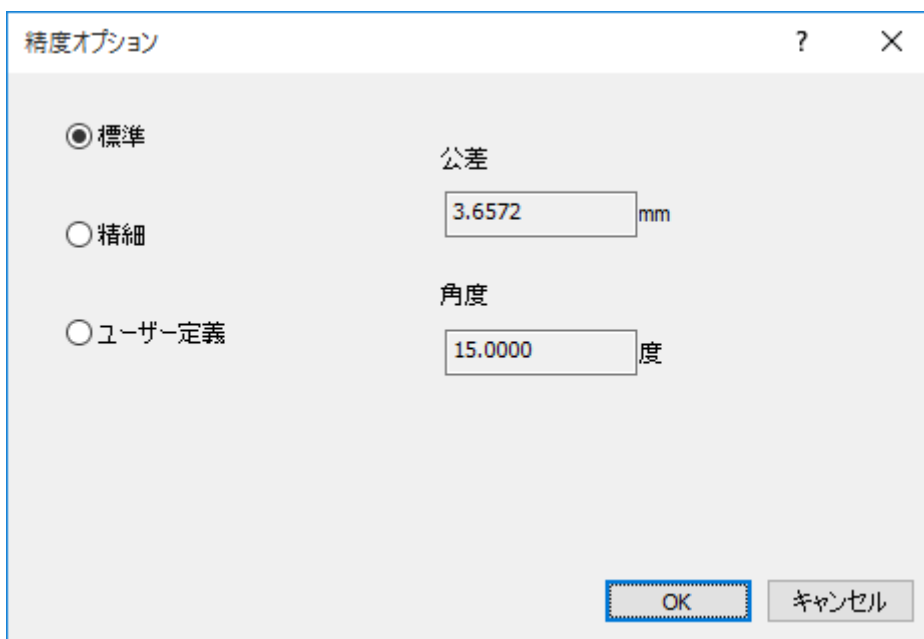 精度オプション
?
標準
公差
3.6572 mm
精細
角度
ユーザー定義
15.0000 度
OK キャンセル